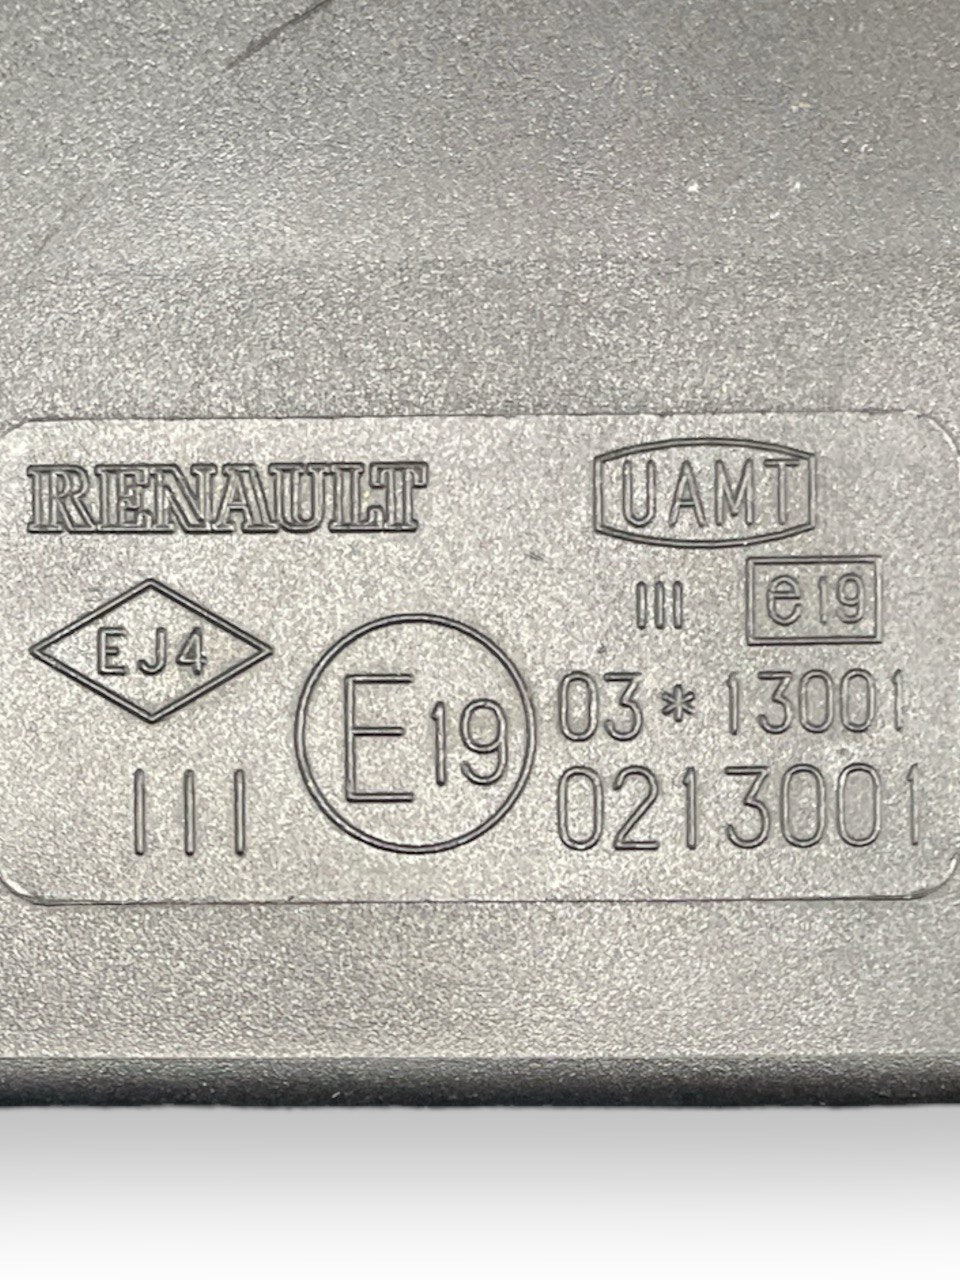 RENAULT UAMT
EJ4 III e19
III E19 03*13001
0213001